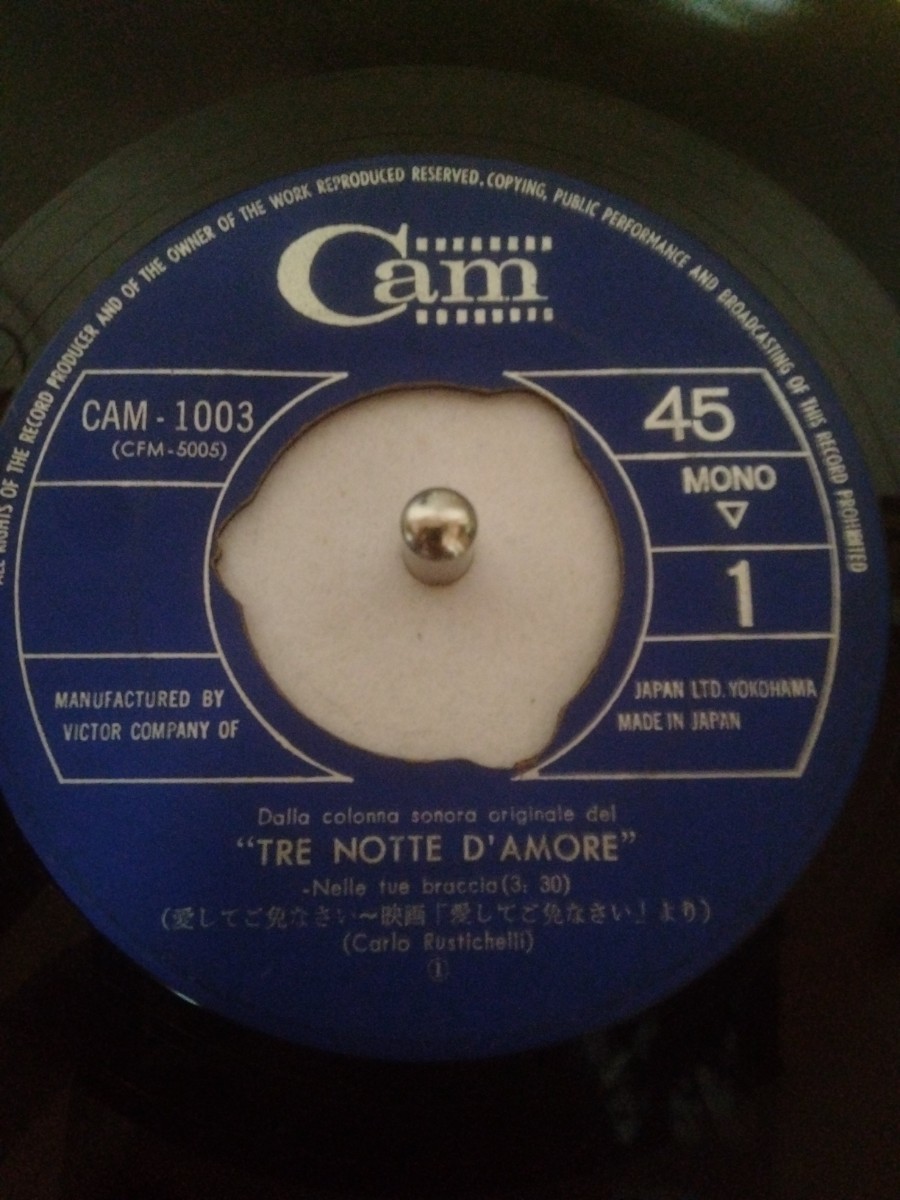 ALL RIGHTS OF THE RECORD PRODUCER AND OF THE OWNER OF THE WORK REPRODUCED RESERVED. COPYING, PUBLIC PERFORMANCE AND BROADCASTING OF THIS RECORD PROHIBITED
Cam
CAM-1003
(CFM-5005)
45
MONO
1
MANUFACTURED BY
VICTOR COMPANY OF
JAPAN LTD. YOKOHAMA
MADE IN JAPAN
Dalla colonna sonora originale del
“TRE NOTTE D'AMORE”
-Nelle tue braccia(3: 30)
(愛してご免なさい～映画「愛してご免なさい」より)
(Carlo Rustichelli)
①